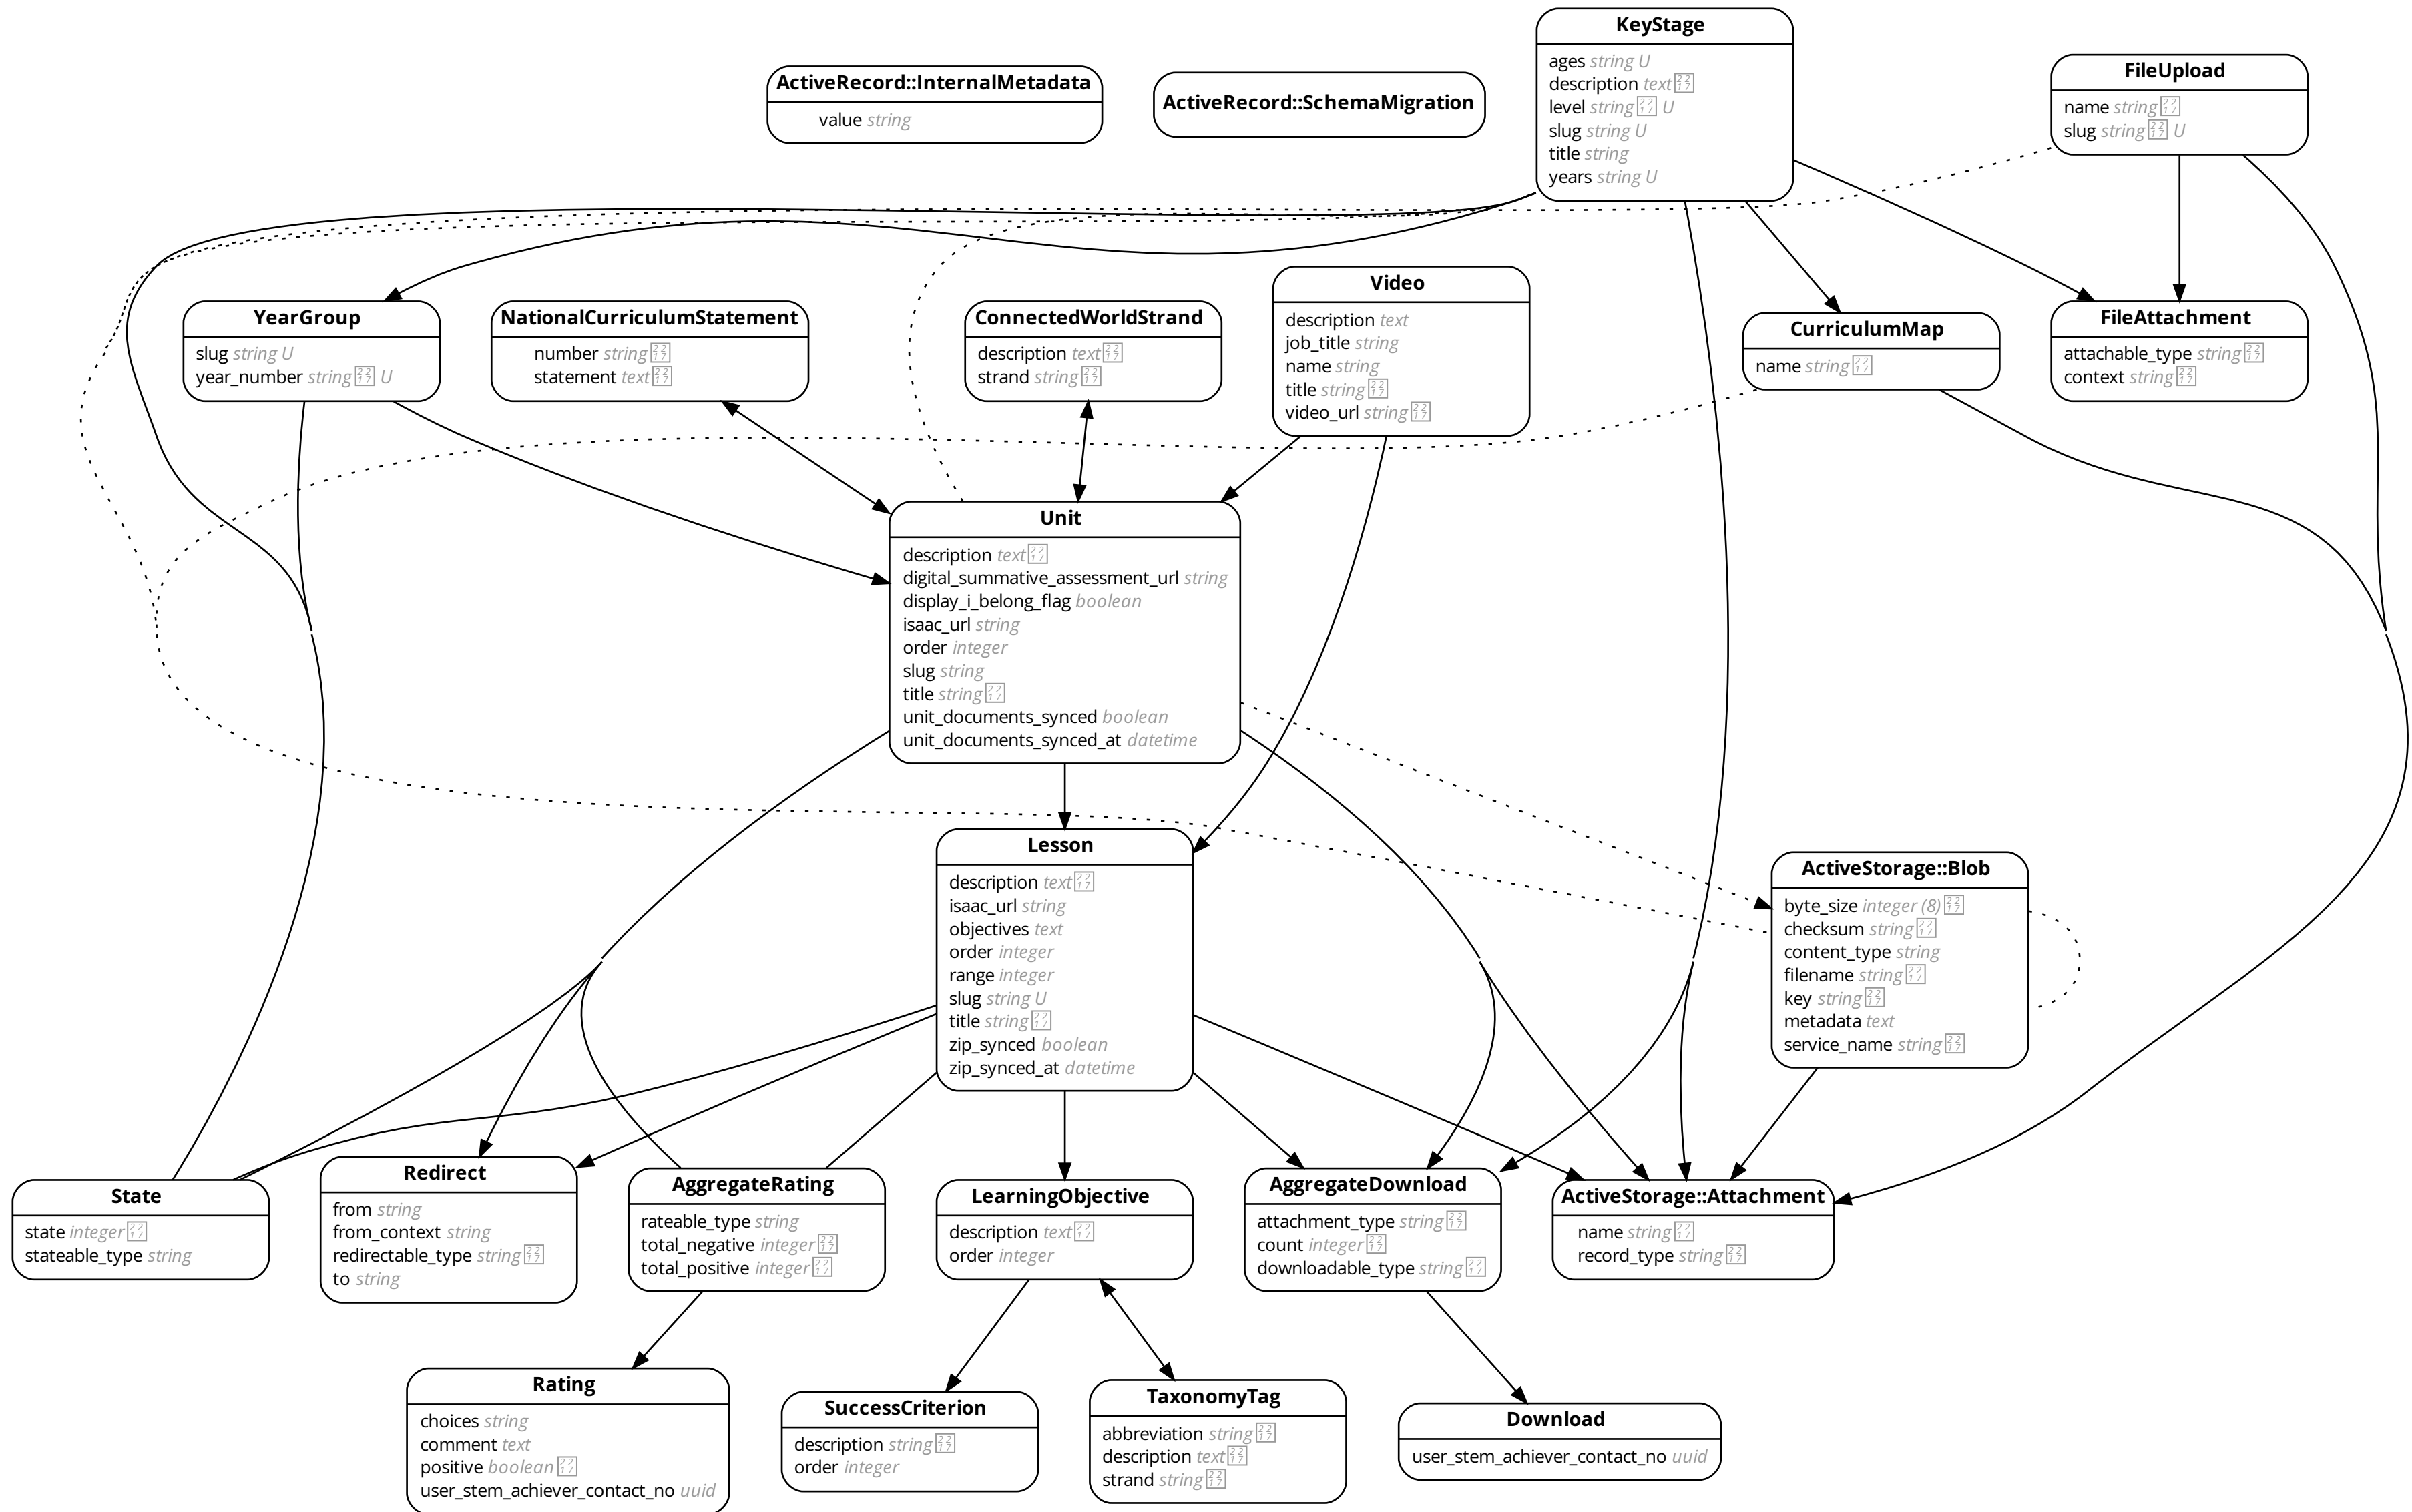 KeyStage
ages string U
description text ∗
level string ∗ U
slug string U
title string
years string U
FileUpload
name string ∗
slug string ∗ U
ActiveRecord::InternalMetadata
value string
ActiveRecord::SchemaMigration
YearGroup
slug string U
year_number string ∗ U
NationalCurriculumStatement
number string ∗
statement text ∗
ConnectedWorldStrand
description text ∗
strand string ∗
Video
description text
job_title string
name string
title string ∗
video_url string ∗
CurriculumMap
name string ∗
FileAttachment
attachable_type string ∗
context string ∗
Unit
description text ∗
digital_summative_assessment_url string
display_i_belong_flag boolean
isaac_url string
order integer
slug string
title string ∗
unit_documents_synced boolean
unit_documents_synced_at datetime
Lesson
description text ∗
isaac_url string
objectives text
order integer
range integer
slug string U
title string ∗
zip_synced boolean
zip_synced_at datetime
ActiveStorage::Blob
byte_size integer (8) ∗
checksum string ∗
content_type string
filename string ∗
key string ∗
metadata text
service_name string ∗
State
state integer ∗
stateable_type string
Redirect
from string
from_context string
redirectable_type string ∗
to string
AggregateRating
rateable_type string
total_negative integer ∗
total_positive integer ∗
LearningObjective
description text ∗
order integer
AggregateDownload
attachment_type string ∗
count integer ∗
downloadable_type string ∗
ActiveStorage::Attachment
name string ∗
record_type string ∗
Rating
choices string
comment text
positive boolean ∗
user_stem_achiever_contact_no uuid
SuccessCriterion
description string ∗
order integer
TaxonomyTag
abbreviation string ∗
description text ∗
strand string ∗
Download
user_stem_achiever_contact_no uuid